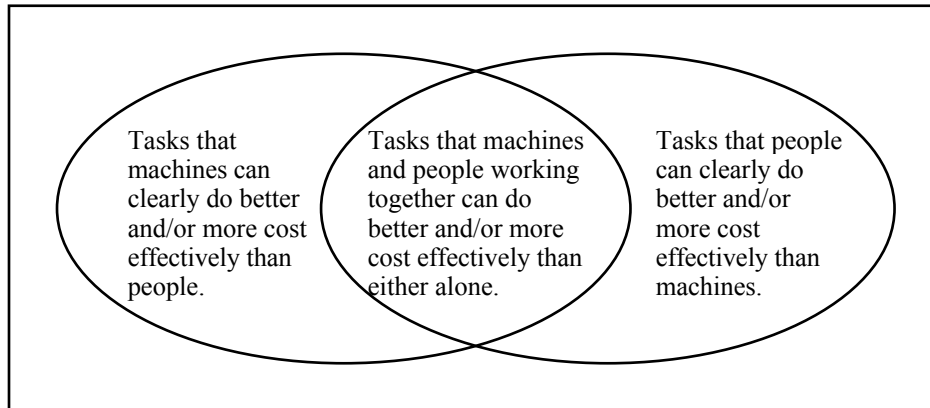 Tasks that
machines can
clearly do better
and/or more cost
effectively than
people.
Tasks that machines
and people working
together can do
better and/or more
cost effectively than
either alone.
Tasks that people
can clearly do
better and/or
more cost
effectively than
machines.